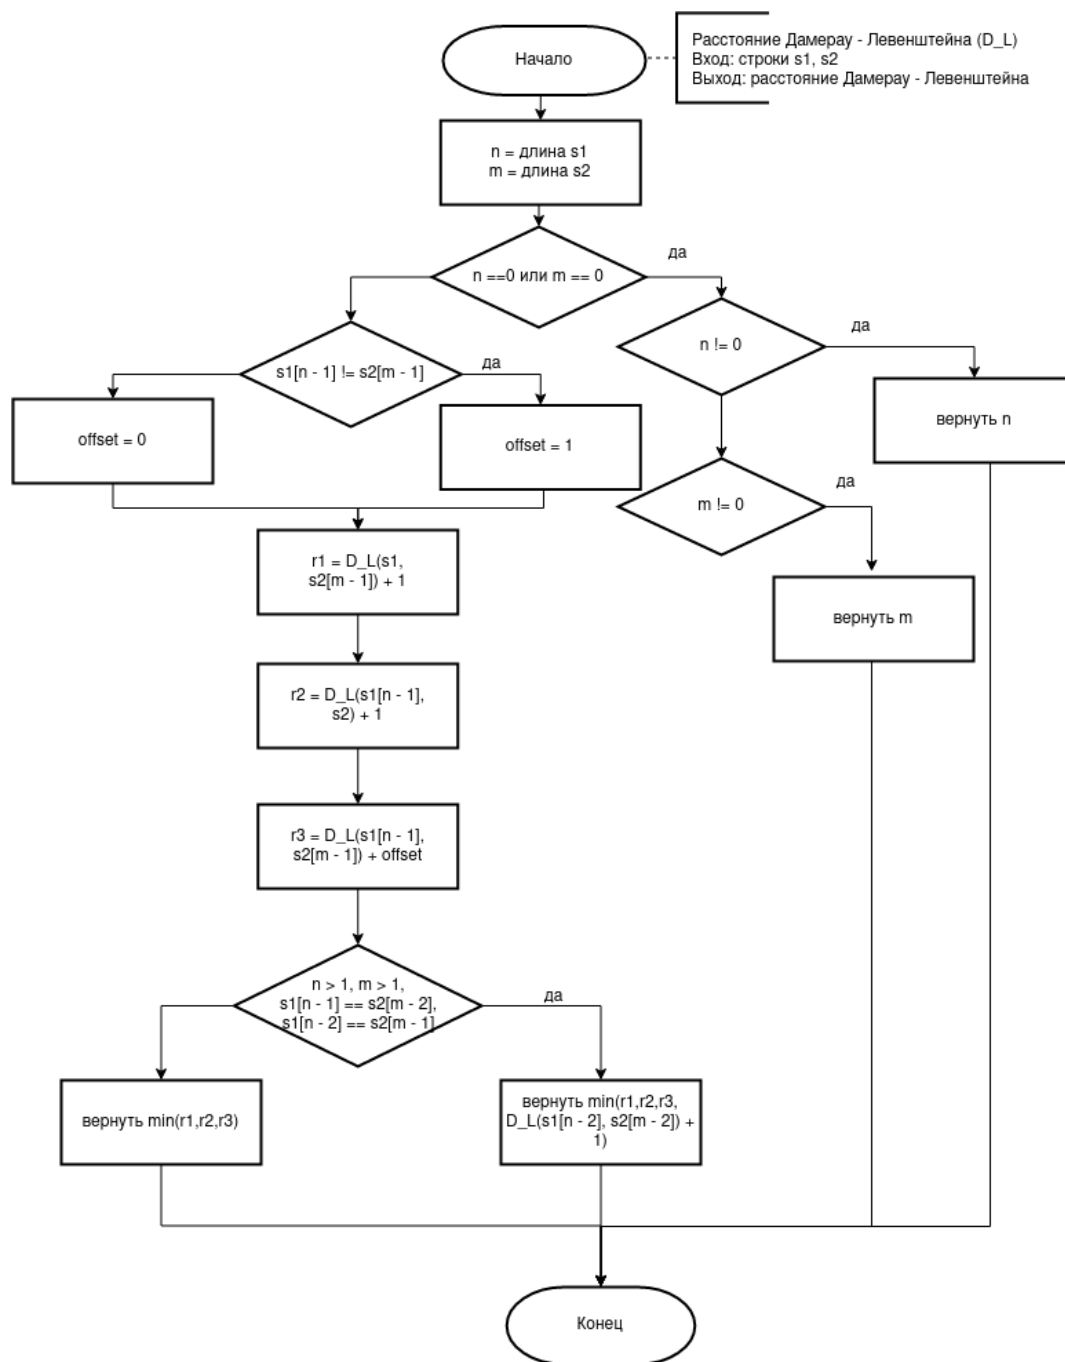 Начало
Расстояние Дамерау - Левенштейна (D_L)
Вход: строки s1, s2
Выход: расстояние Дамерау - Левенштейна
n = длина s1
m = длина s2
n ==0 или m == 0
да
n != 0
да
s1[n - 1] != s2[m - 1]
да
offset = 0
offset = 1
вернуть n
m != 0
да
r1 = D_L(s1,
s2[m - 1]) + 1
вернуть m
r2 = D_L(s1[n - 1],
s2) + 1
r3 = D_L(s1[n - 1],
s2[m - 1]) + offset
n > 1, m > 1,
s1[n - 1] == s2[m - 2],
s1[n - 2] == s2[m - 1]
да
вернуть min(r1,r2,r3)
вернуть min(r1,r2,r3,
D_L(s1[n - 2], s2[m - 2]) +
1)
Конец